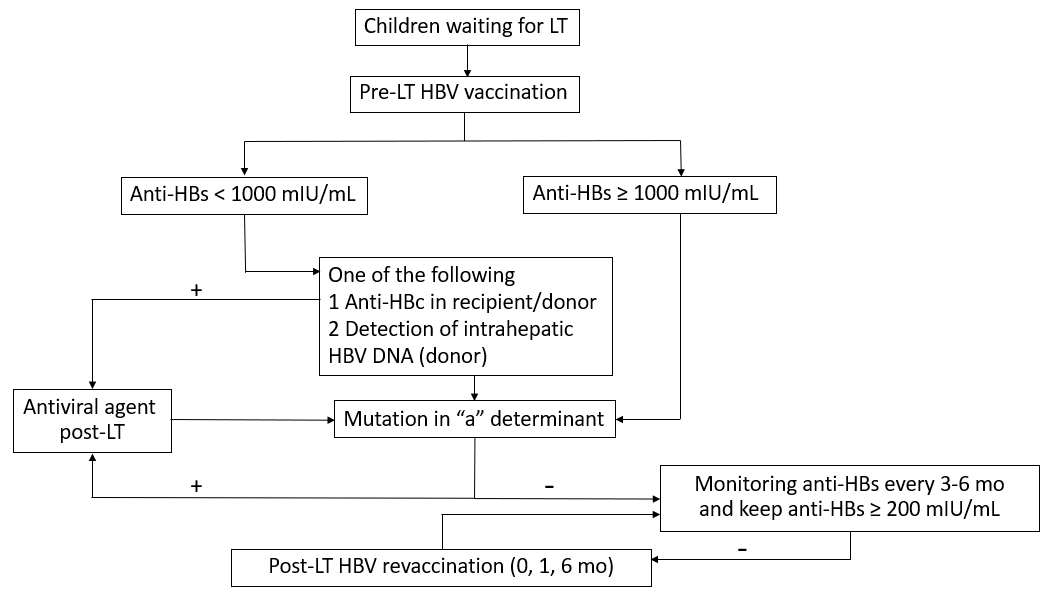 Children waiting for LT
Pre-LT HBV vaccination
Anti-HBs < 1000 mIU/mL
Anti-HBs ≥ 1000 mIU/mL
One of the following
1 Anti-HBc in recipient/donor
2 Detection of intrahepatic
HBV DNA (donor)
+
Antiviral agent
post-LT
Mutation in “a” determinant
+
–
Monitoring anti-HBs every 3-6 mo
and keep anti-HBs ≥ 200 mIU/mL
–
Post-LT HBV revaccination (0, 1, 6 mo)